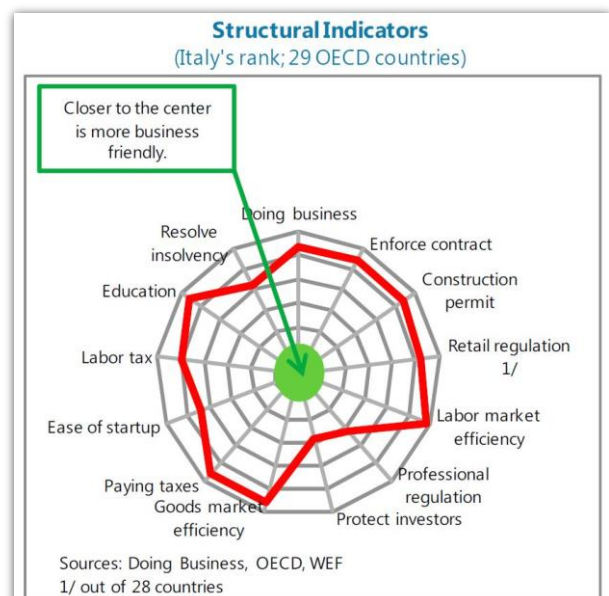 Structural Indicators
(Italy's rank; 29 OECD countries)
Closer to the center
is more business
friendly.
Doing business
Resolve
insolvency
Enforce contract
Education
Construction
permit
Labor tax
Retail regulation
1/
Ease of startup
Labor market
efficiency
Paying taxes
Professional
regulation
Goods market
efficiency
Protect investors
Sources: Doing Business, OECD, WEF
1/ out of 28 countries